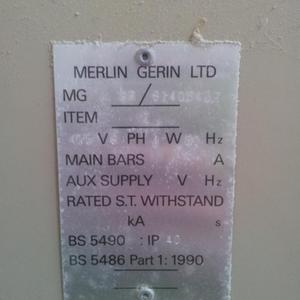 MERLIN GERIN LTD
MG /
ITEM
V PH W Hz
MAIN BARS A
AUX SUPPLY V Hz
RATED S.T. WITHSTAND
kA s
BS 5490 : IP
BS 5486 Part 1: 1990